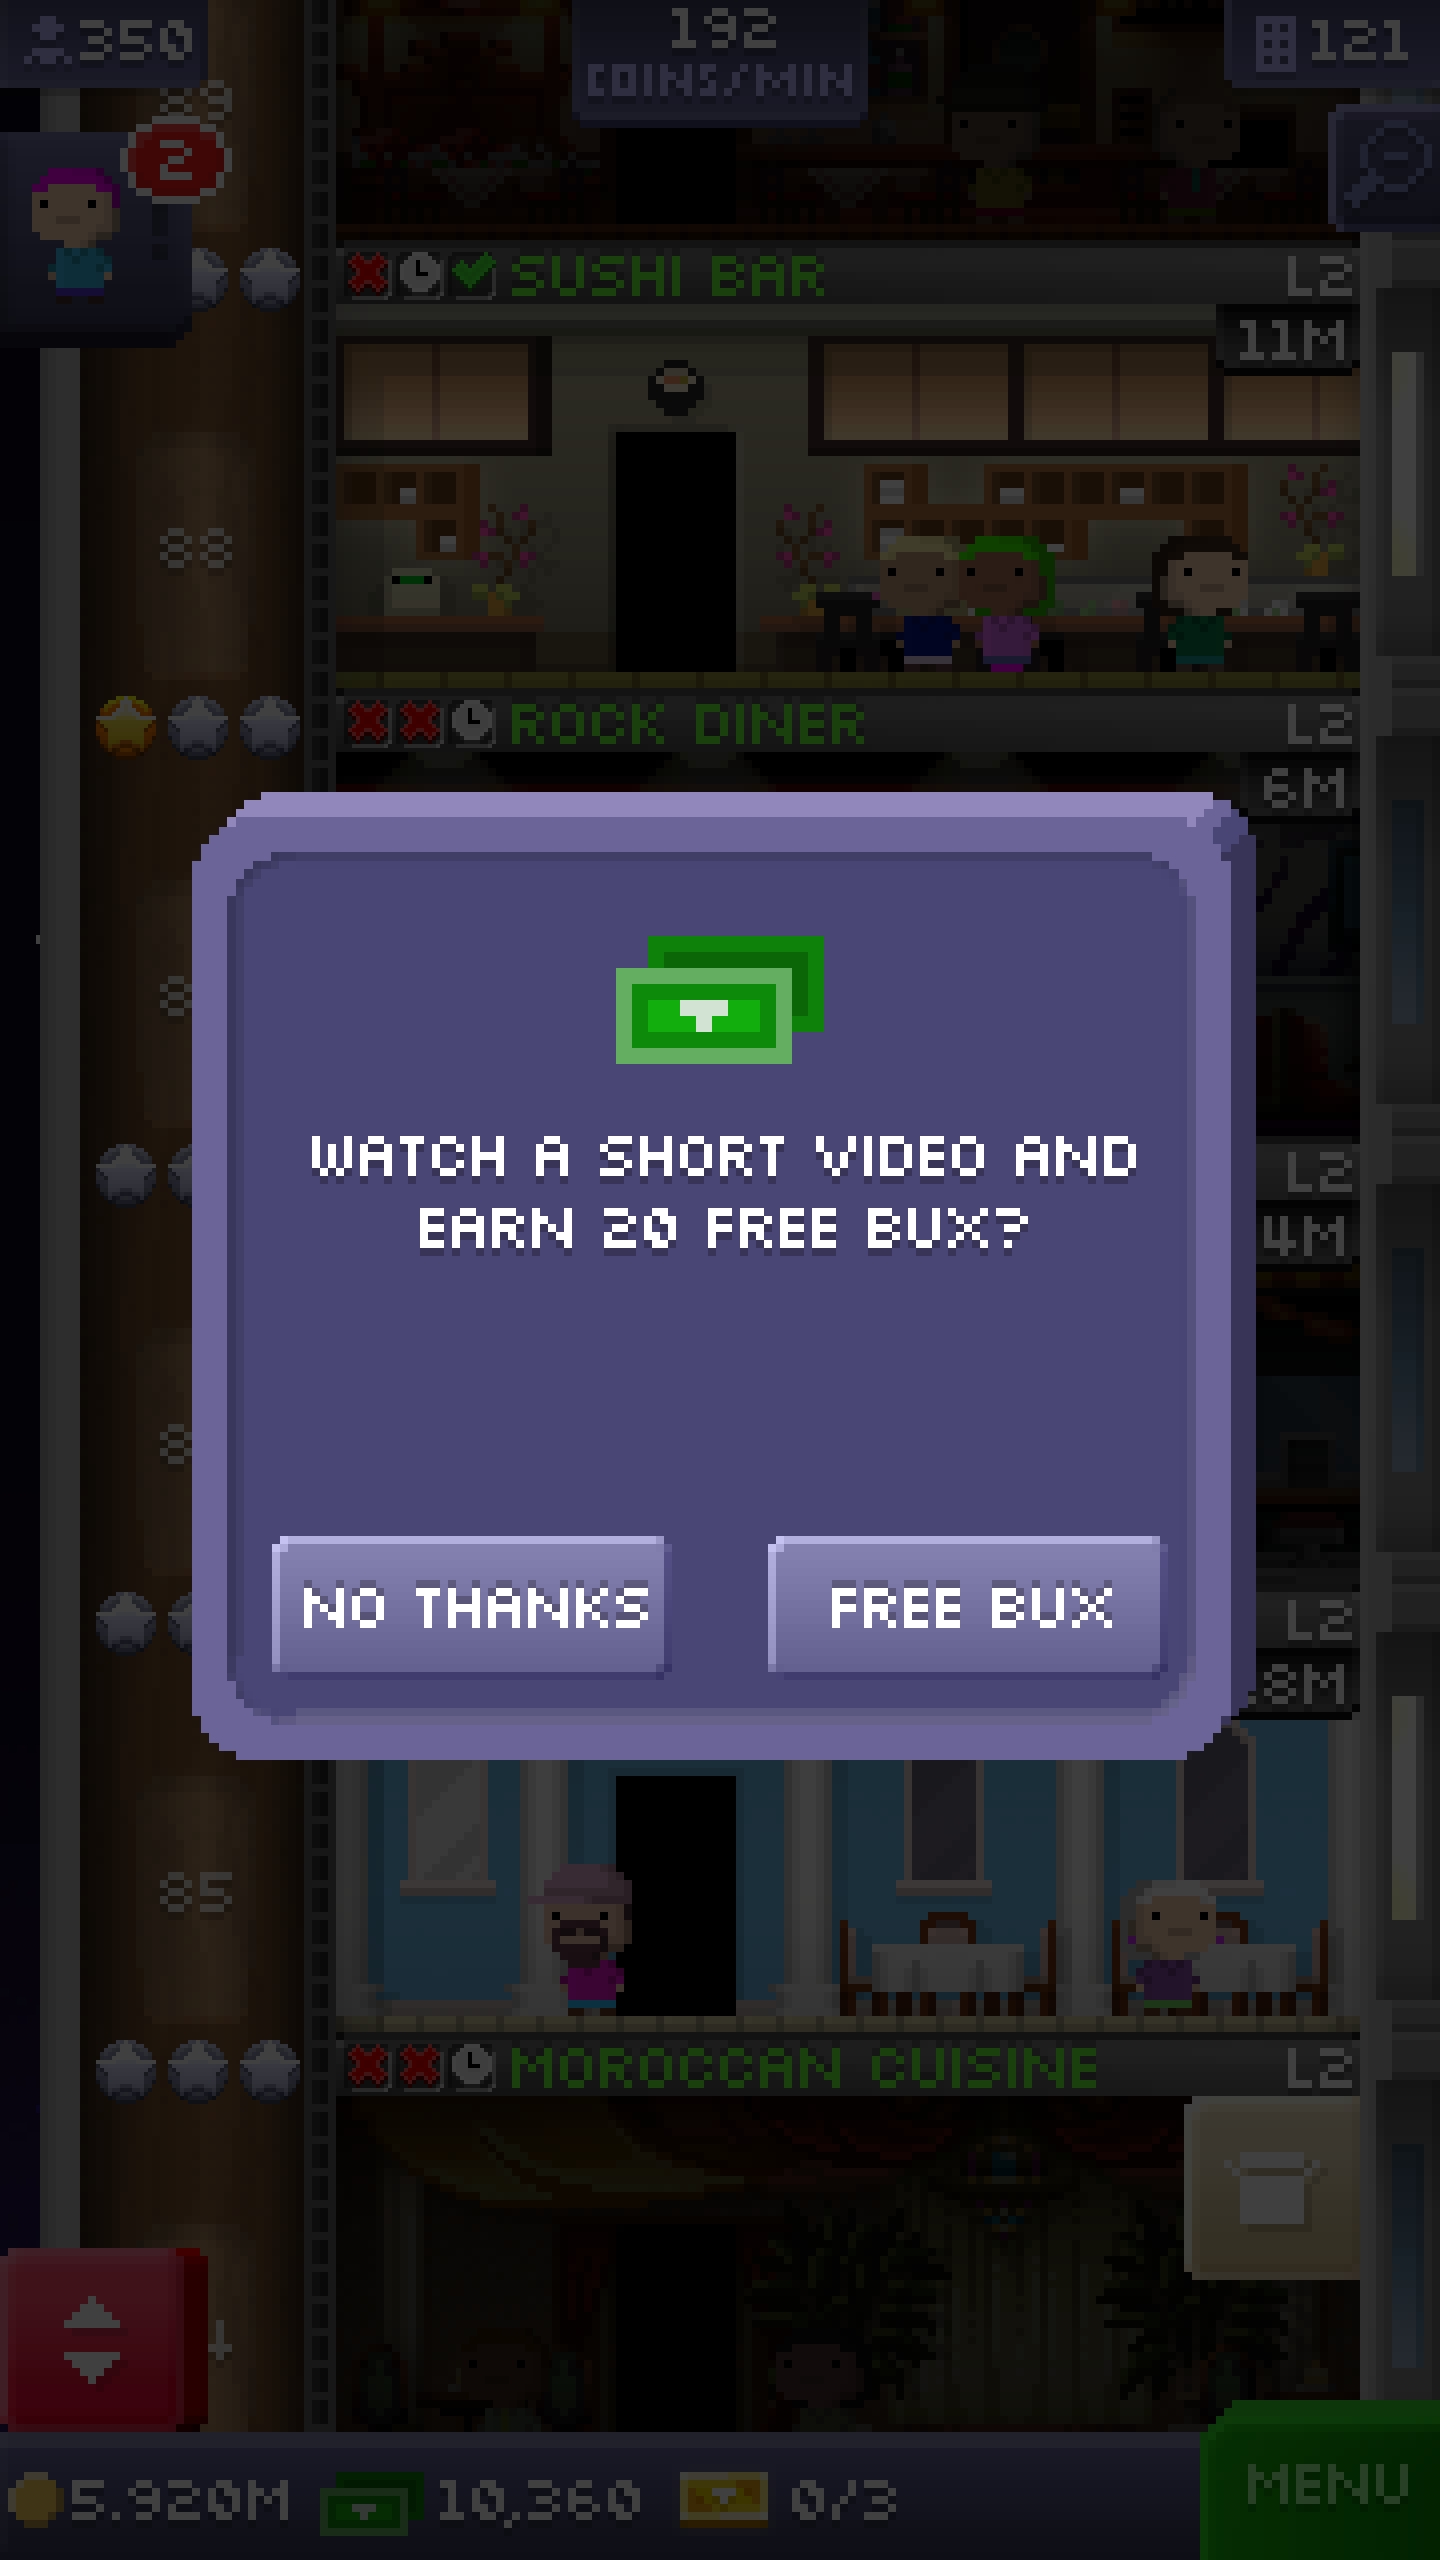 350
192
COINS/MIN
121
89
2
SUSHI BAR
L2
11M
88
ROCK DINER
L2
6M
WATCH A SHORT VIDEO AND
EARN 20 FREE BUX?
L2
4M
NO THANKS
FREE BUX
L2
8M
85
MOROCCAN CUISINE
L2
5.920M
10,360
0/3
MENU